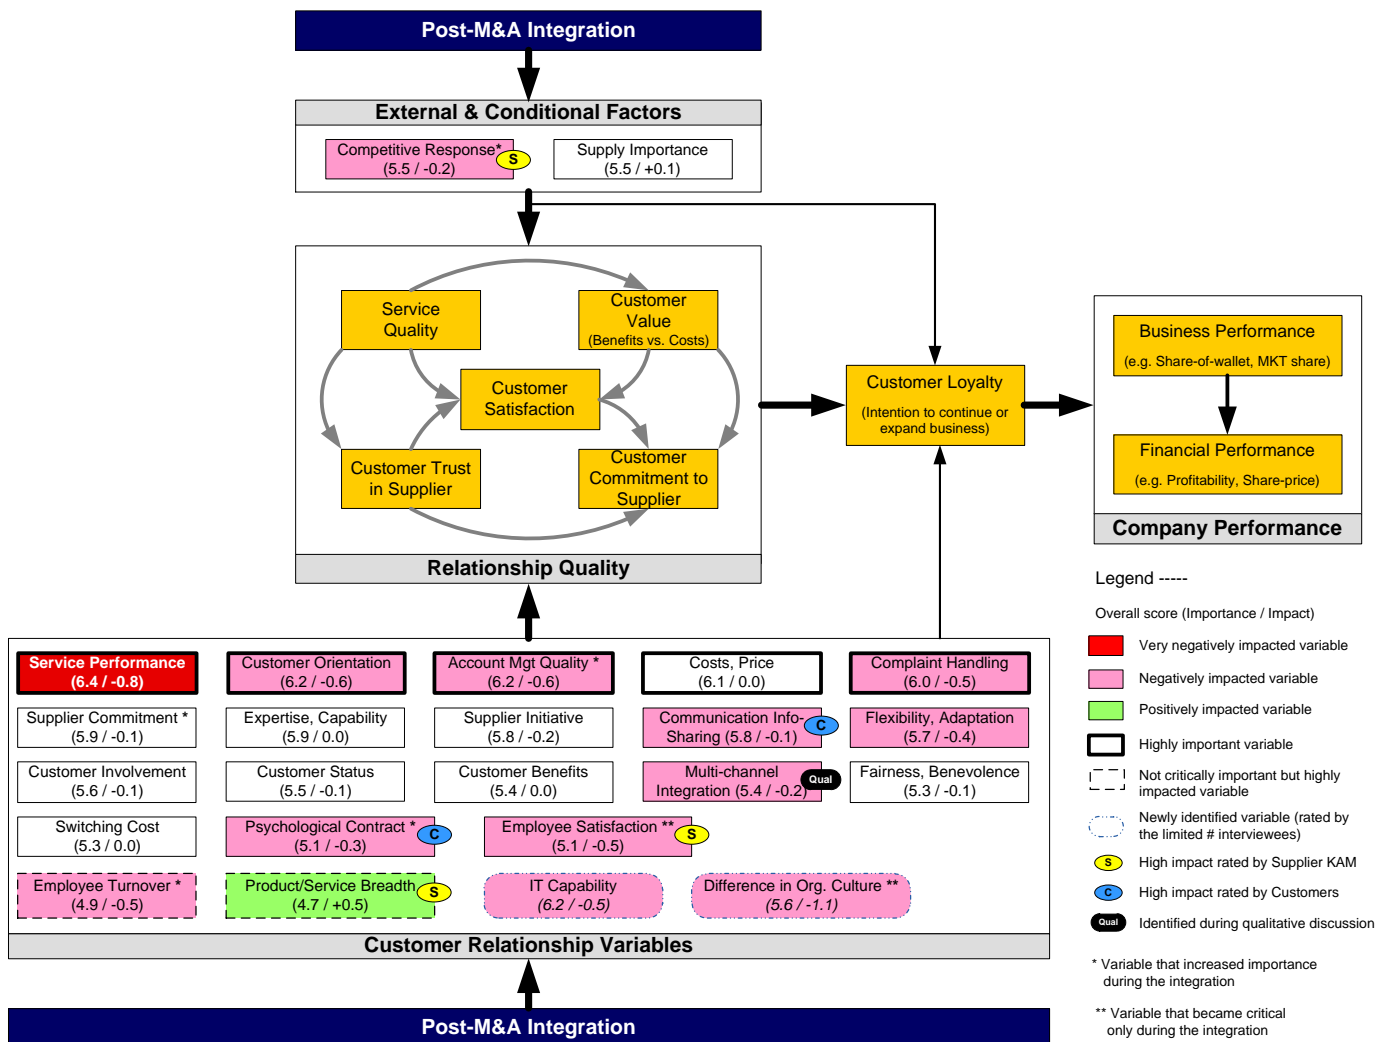 Post-M&A Integration
External & Conditional Factors
Competitive Response*
(5.5 / -0.2)
S
Supply Importance
(5.5 / +0.1)
Service
Quality
Customer
Value
(Benefits vs. Costs)
Customer
Satisfaction
Customer Trust
in Supplier
Customer
Commitment to
Supplier
Relationship Quality
Customer Loyalty
(Intention to continue or
expand business)
Business Performance
(e.g. Share-of-wallet, MKT share)
Financial Performance
(e.g. Profitability, Share-price)
Company Performance
Service Performance
(6.4 / -0.8)
Customer Orientation
(6.2 / -0.6)
Account Mgt Quality *
(6.2 / -0.6)
Costs, Price
(6.1 / 0.0)
Complaint Handling
(6.0 / -0.5)
Supplier Commitment *
(5.9 / -0.1)
Expertise, Capability
(5.9 / 0.0)
Supplier Initiative
(5.8 / -0.2)
Communication Info-
Sharing (5.8 / -0.1)
C
Flexibility, Adaptation
(5.7 / -0.4)
Customer Involvement
(5.6 / -0.1)
Customer Status
(5.5 / -0.1)
Customer Benefits
(5.4 / 0.0)
Multi-channel
Integration (5.4 / -0.2)
Qual
Fairness, Benevolence
(5.3 / -0.1)
Switching Cost
(5.3 / 0.0)
Psychological Contract *
(5.1 / -0.3)
C
Employee Satisfaction **
(5.1 / -0.5)
S
Employee Turnover *
(4.9 / -0.5)
Product/Service Breadth
(4.7 / +0.5)
S
IT Capability
(6.2 / -0.5)
Difference in Org. Culture **
(5.6 / -1.1)
Customer Relationship Variables
Post-M&A Integration
Legend -----
Overall score (Importance / Impact)
Very negatively impacted variable
Negatively impacted variable
Positively impacted variable
Highly important variable
Not critically important but highly
impacted variable
Newly identified variable (rated by
the limited # interviewees)
S High impact rated by Supplier KAM
C High impact rated by Customers
Qual Identified during qualitative discussion
* Variable that increased importance
during the integration
** Variable that became critical
only during the integration